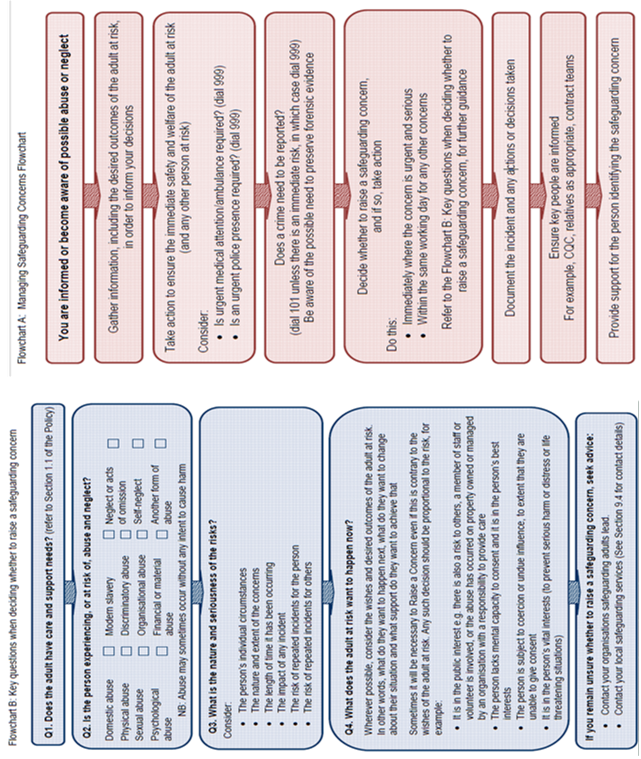 Flowchart A: Managing Safeguarding Concerns Flowchart
You are informed or become aware of possible abuse or neglect
Gather information, including the desired outcomes of the adult at risk,
in order to inform your decisions
Take action to ensure the immediate safety and welfare of the adult at risk
(and any other person at risk)
Consider:
• Is urgent medical attention/ambulance required? (dial 999)
• Is an urgent police presence required? (dial 999)
Does a crime need to be reported?
(dial 101 unless there is an immediate risk, in which case dial 999)
Be aware of the possible need to preserve forensic evidence
Decide whether to raise a safeguarding concern,
and if so, take action
Do this:
• Immediately where the concern is urgent and serious
• Within the same working day for any other concerns
Refer to the Flowchart B: Key questions when deciding whether to
raise a safeguarding concern, for further guidance
Document the incident and any actions or decisions taken
Ensure key people are informed
For example, CQC, relatives as appropriate, contract teams
Provide support for the person identifying the safeguarding concern
Flowchart B: Key questions when deciding whether to raise a safeguarding concern
Q1. Does the adult have care and support needs? (refer to Section 1.1 of the Policy)
Q2. Is the person experiencing, or at risk of, abuse and neglect?
Domestic abuse ☐ Modern slavery ☐ Neglect or acts ☐
of omission
Physical abuse ☐ Discriminatory abuse ☐
Sexual abuse ☐ Organisational abuse ☐ Self-neglect ☐
Psychological ☐ Financial or material ☐ Another form of ☐
abuse abuse abuse
NB: Abuse may sometimes occur without any intent to cause harm
Q3. What is the nature and seriousness of the risks?
Consider:
• The person's individual circumstances
• The nature and extent of the concerns
• The length of time it has been occurring
• The impact of any incident
• The risk of repeated incidents for the person
• The risk of repeated incidents for others
Q4. What does the adult at risk want to happen now?
Wherever possible, consider the wishes and desired outcomes of the adult at risk.
In other words, what do they want to happen next, what do they want to change
about their situation and what support do they want to achieve that
Sometimes it will be necessary to Raise a Concern even if this is contrary to the
wishes of the adult at risk. Any such decision should be proportional to the risk, for
example:
• It is in the public interest e.g. there is also a risk to others, a member of staff or
volunteer is involved, or the abuse has occurred on property owned or managed
by an organisation with a responsibility to provide care
• The person lacks mental capacity to consent and it is in the person's best
interests
• The person is subject to coercion or undue influence, to extent that they are
unable to give consent
• It is in the person's vital interests (to prevent serious harm or distress or life
threatening situations)
If you remain unsure whether to raise a safeguarding concern, seek advice:
• Contact your organisations safeguarding adults lead.
• Contact your local safeguarding services (See Section 9.4 for contact details)